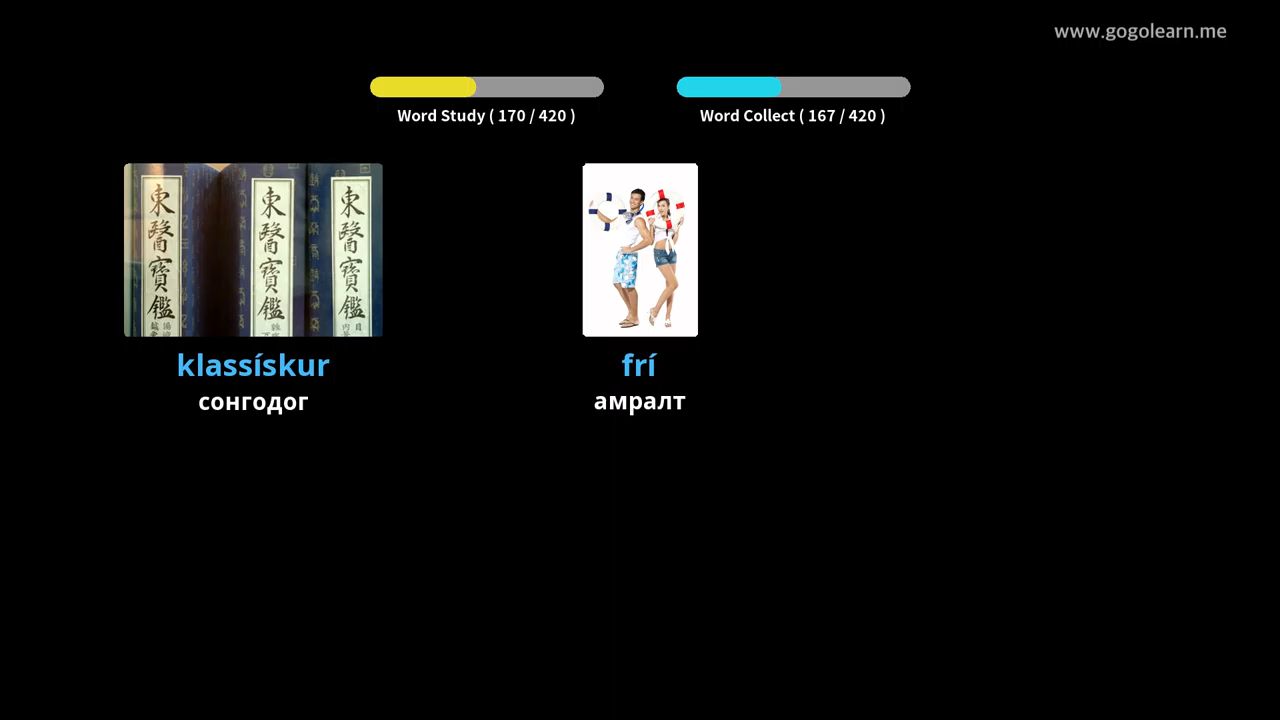 www.gogolearn.me
Word Study ( 170 / 420 )
Word Collect ( 167 / 420 )
東醫寶鑑
東醫寶鑑
東醫寶鑑
klassískur
сонгодог
frí
амралт